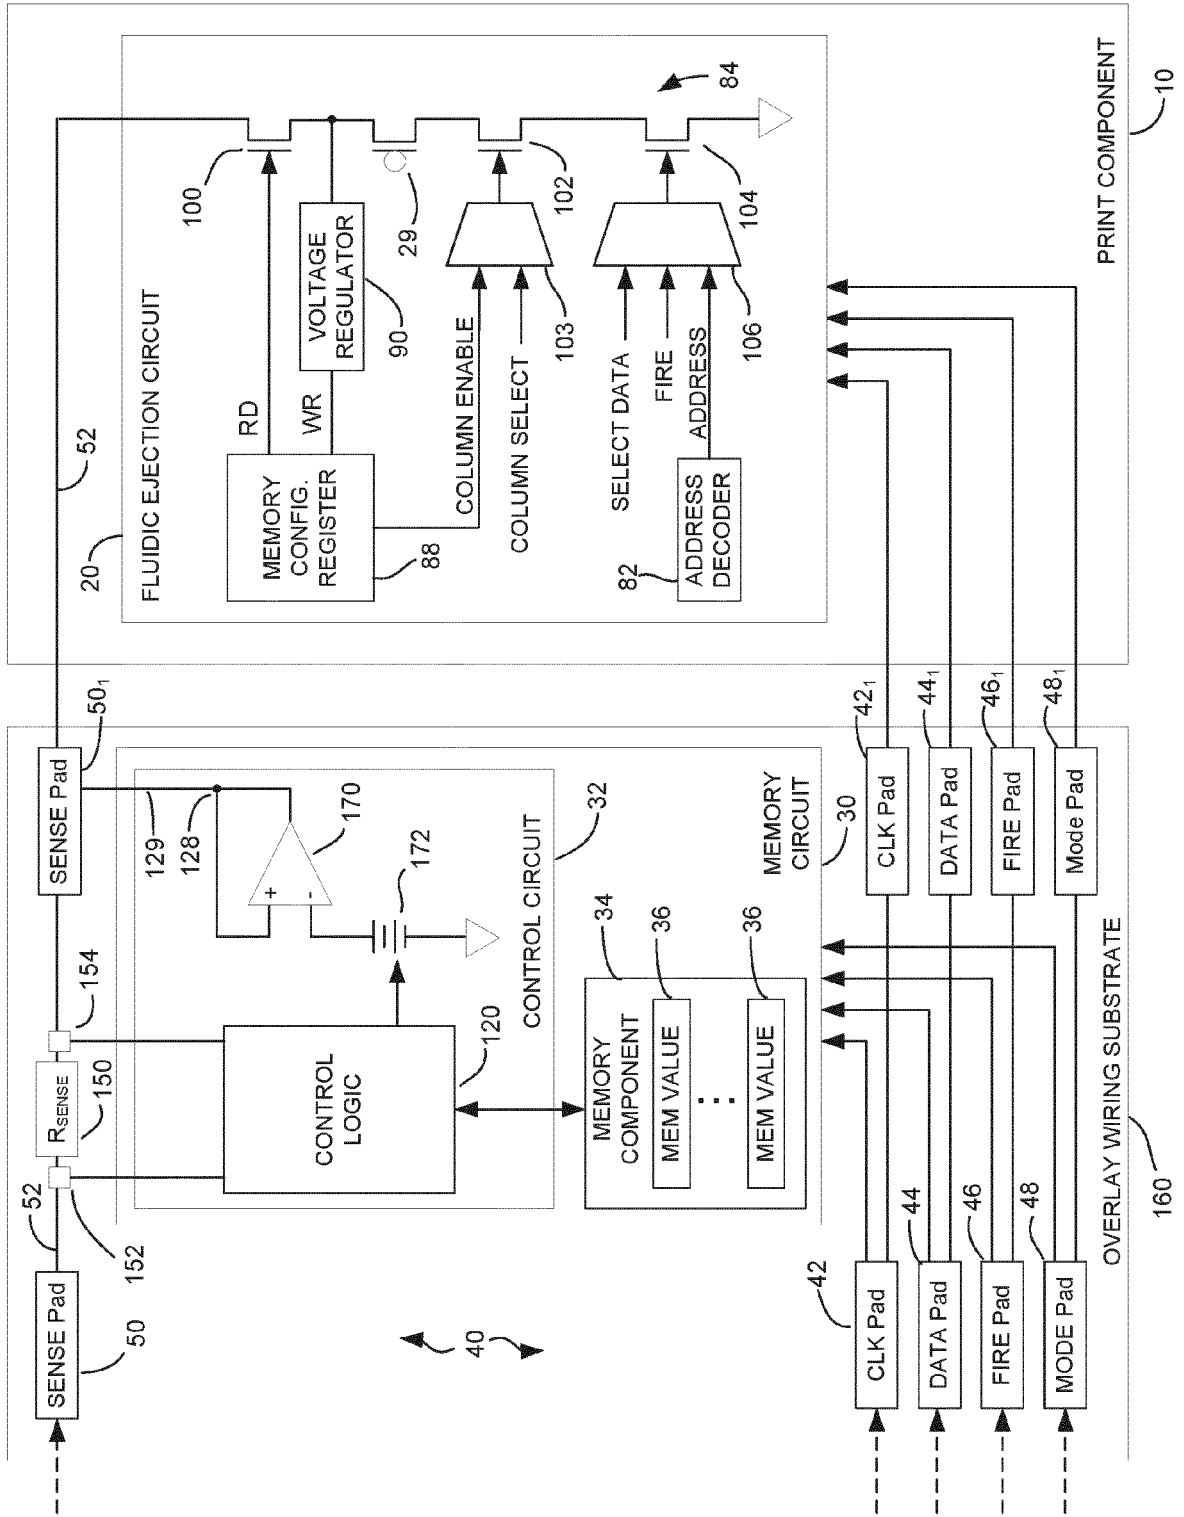 SENSE Pad
50
52
152
RSENSE
150
154
SENSE Pad
50₁
52
129
128
170
172
+
-
CONTROL
LOGIC
120
CONTROL CIRCUIT
32
MEMORY
COMPONENT
34
MEM VALUE
36
...
MEM VALUE
36
MEMORY
CIRCUIT
30
40
CLK Pad
42
DATA Pad
44
FIRE Pad
46
MODE Pad
48
CLK Pad
42₁
DATA Pad
44₁
FIRE Pad
46₁
Mode Pad
48₁
OVERLAY WIRING SUBSTRATE
160
20
FLUIDIC EJECTION CIRCUIT
MEMORY
CONFIG.
REGISTER
88
RD
WR
VOLTAGE
REGULATOR
90
100
29
COLUMN ENABLE
COLUMN SELECT
103
102
SELECT DATA
FIRE
ADDRESS
106
104
ADDRESS
DECODER
82
84
PRINT COMPONENT
10